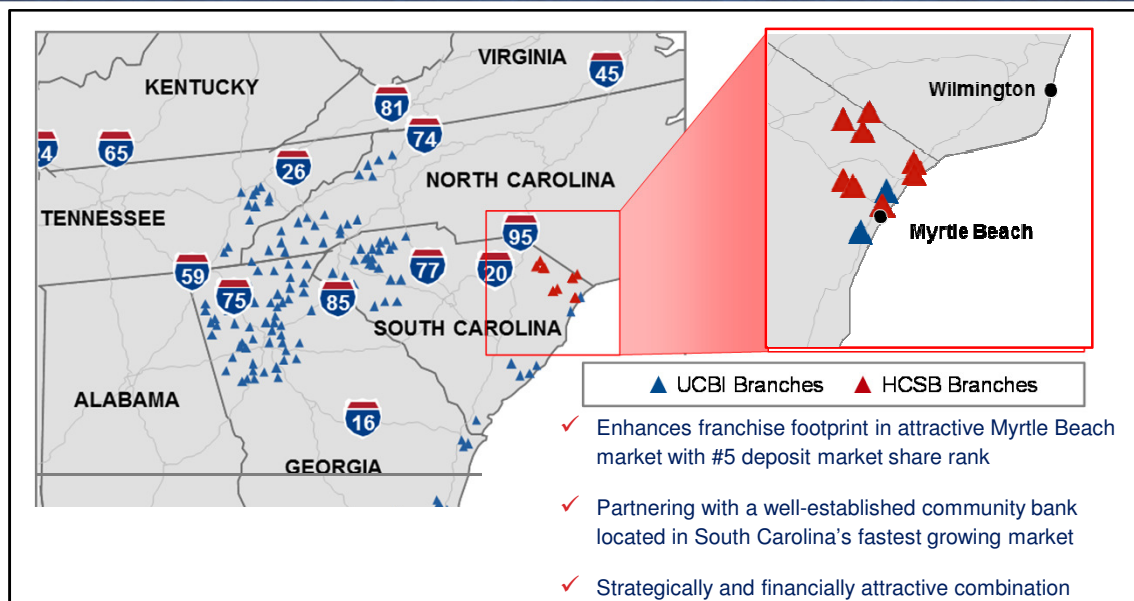 VIRGINIA
45
KENTUCKY
81
74
4
65
26
NORTH CAROLINA
TENNESSEE
95
59
77
20
75
85
SOUTH CAROLINA
ALABAMA
16
GEORGIA
Wilmington
Myrtle Beach
UCBI Branches HCSB Branches
✓ Enhances franchise footprint in attractive Myrtle Beach
market with #5 deposit market share rank
✓ Partnering with a well-established community bank
located in South Carolina’s fastest growing market
✓ Strategically and financially attractive combination